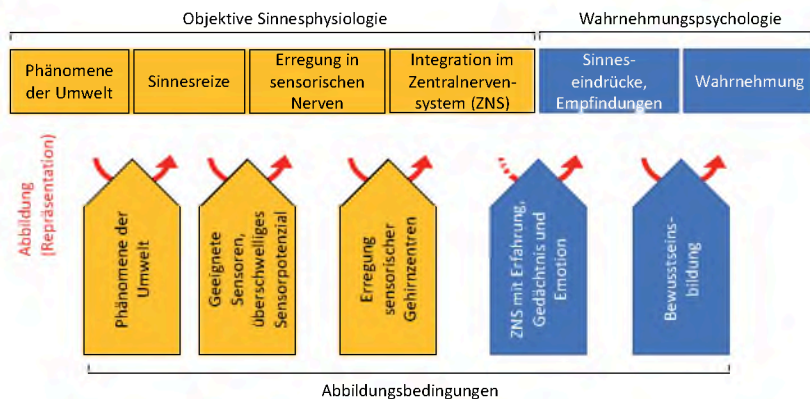 Objektive Sinnesphysiologie
Wahrnehmungspsychologie
Phänomene
der Umwelt
Sinnesreize
Erregung in
sensorischen
Nerven
Integration im
Zentralnerven-
system (ZNS)
Sinnes-
eindrücke,
Empfindungen
Wahrnehmung
Abbildung
(Repräsentation)
Phänomene der
Umwelt
Geeignete
Sensoren,
überschwelliges
Sensorpotenzial
Erregung
sensorischer
Gehirnzentren
ZNS mit Erfahrung,
Gedächtnis und
Emotion
Bewusstseins-
bildung
Abbildungsbedingungen